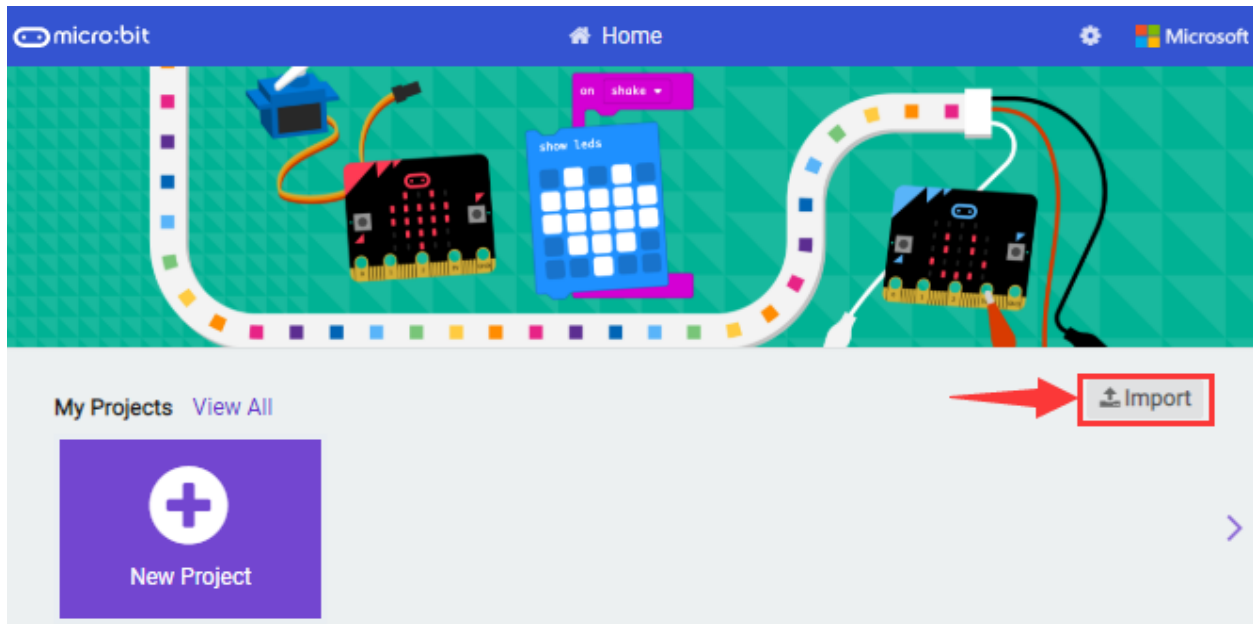 micro:bit
Home
Microsoft
on shake
show leds
My Projects View All
Import
New Project